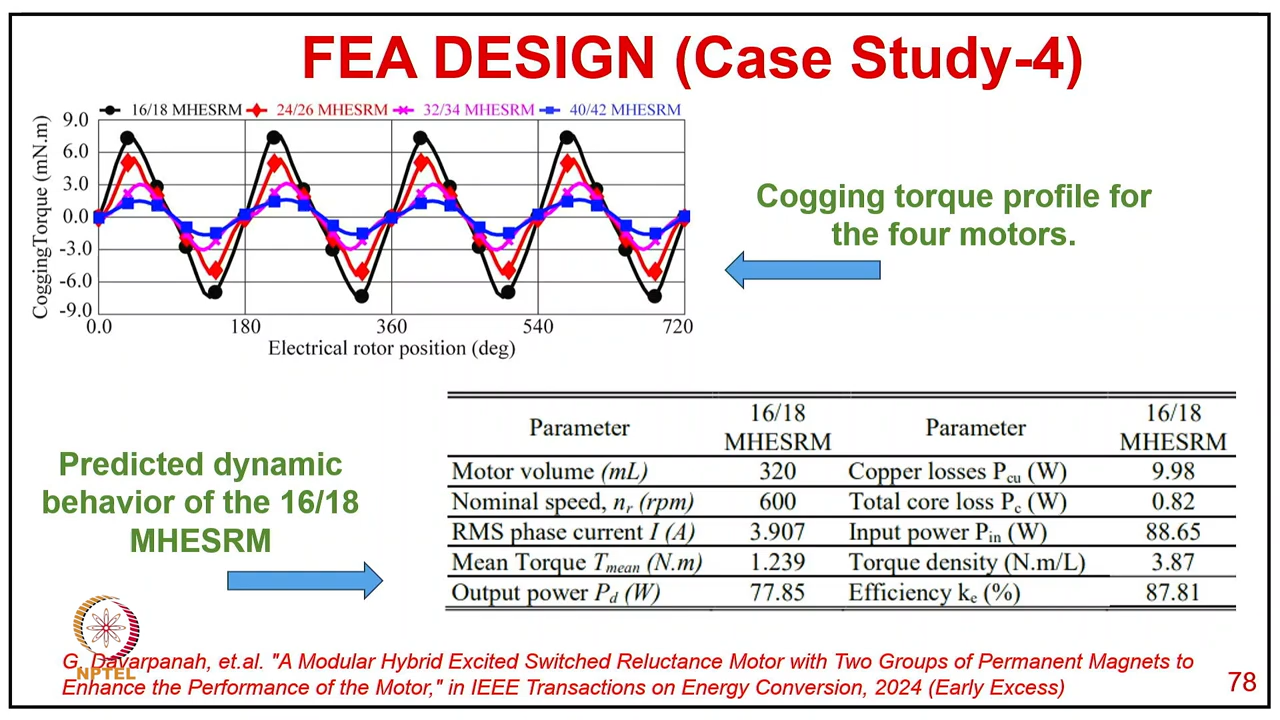 FEA DESIGN (Case Study-4)
16/18 MHESRM 24/26 MHESRM 32/34 MHESRM 40/42 MHESRM
CoggingTorque (mN.m)
9.0
6.0
3.0
0.0
-3.0
-6.0
-9.0
0.0 180 360 540 720
Electrical rotor position (deg)
Cogging torque profile for
the four motors.
Predicted dynamic
behavior of the 16/18
MHESRM
Parameter 16/18 MHESRM Parameter 16/18 MHESRM
Motor volume (mL) 320 Copper losses Pcu (W) 9.98
Nominal speed, nr (rpm) 600 Total core loss Pc (W) 0.82
RMS phase current I (A) 3.907 Input power Pin (W) 88.65
Mean Torque Tmean (N.m) 1.239 Torque density (N.m/L) 3.87
Output power Pd (W) 77.85 Efficiency ke (%) 87.81
NPTEL
G. Davarpanah, et.al. "A Modular Hybrid Excited Switched Reluctance Motor with Two Groups of Permanent Magnets to
Enhance the Performance of the Motor," in IEEE Transactions on Energy Conversion, 2024 (Early Excess)
78